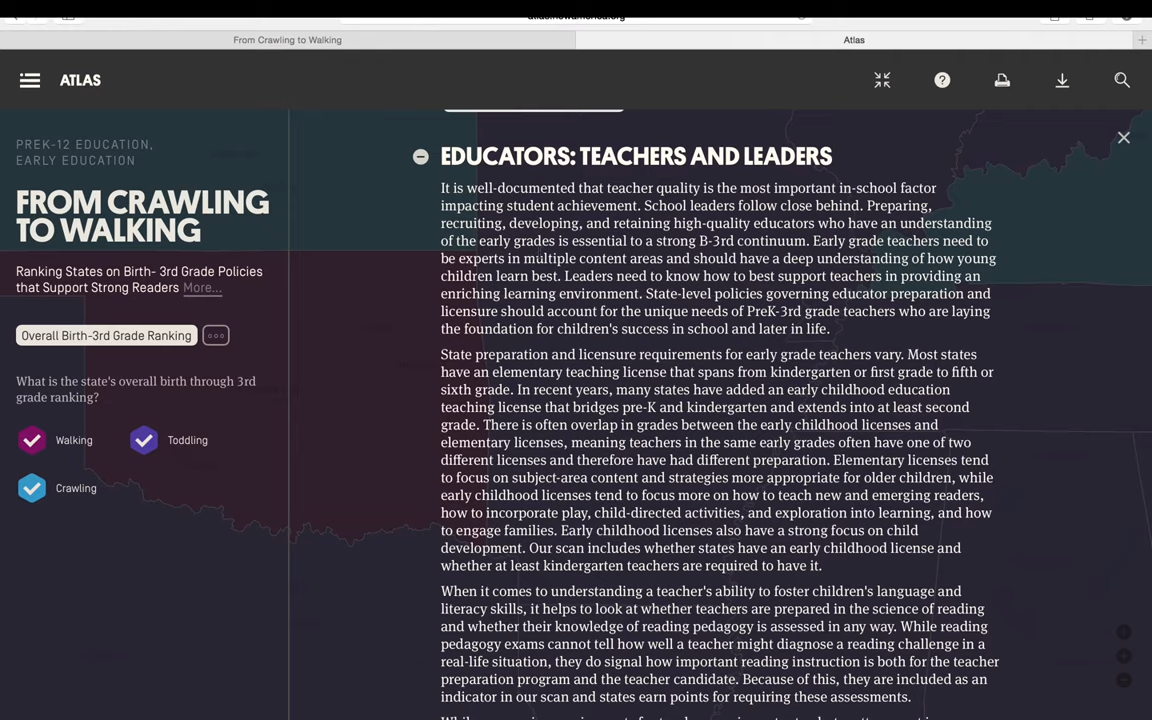 From Crawling to Walking
Atlas
ATLAS
PREK-12 EDUCATION,
EARLY EDUCATION
FROM CRAWLING
TO WALKING
Ranking States on Birth- 3rd Grade Policies
that Support Strong Readers More...
Overall Birth-3rd Grade Ranking
What is the state's overall birth through 3rd
grade ranking?
Walking
Toddling
Crawling
EDUCATORS: TEACHERS AND LEADERS
It is well-documented that teacher quality is the most important in-school factor
impacting student achievement. School leaders follow close behind. Preparing,
recruiting, developing, and retaining high-quality educators who have an understanding
of the early grades is essential to a strong B-3rd continuum. Early grade teachers need to
be experts in multiple content areas and should have a deep understanding of how young
children learn best. Leaders need to know how to best support teachers in providing an
enriching learning environment. State-level policies governing educator preparation and
licensure should account for the unique needs of PreK-3rd grade teachers who are laying
the foundation for children's success in school and later in life.
State preparation and licensure requirements for early grade teachers vary. Most states
have an elementary teaching license that spans from kindergarten or first grade to fifth or
sixth grade. In recent years, many states have added an early childhood education
teaching license that bridges pre-K and kindergarten and extends into at least second
grade. There is often overlap in grades between the early childhood licenses and
elementary licenses, meaning teachers in the same early grades often have one of two
different licenses and therefore have had different preparation. Elementary licenses tend
to focus on subject-area content and strategies more appropriate for older children, while
early childhood licenses tend to focus more on how to teach new and emerging readers,
how to incorporate play, child-directed activities, and exploration into learning, and how
to engage families. Early childhood licenses also have a strong focus on child
development. Our scan includes whether states have an early childhood license and
whether at least kindergarten teachers are required to have it.
When it comes to understanding a teacher's ability to foster children's language and
literacy skills, it helps to look at whether teachers are prepared in the science of reading
and whether their knowledge of reading pedagogy is assessed in any way. While reading
pedagogy exams cannot tell how well a teacher might diagnose a reading challenge in a
real-life situation, they do signal how important reading instruction is both for the teacher
preparation program and the teacher candidate. Because of this, they are included as an
indicator in our scan and states earn points for requiring these assessments.